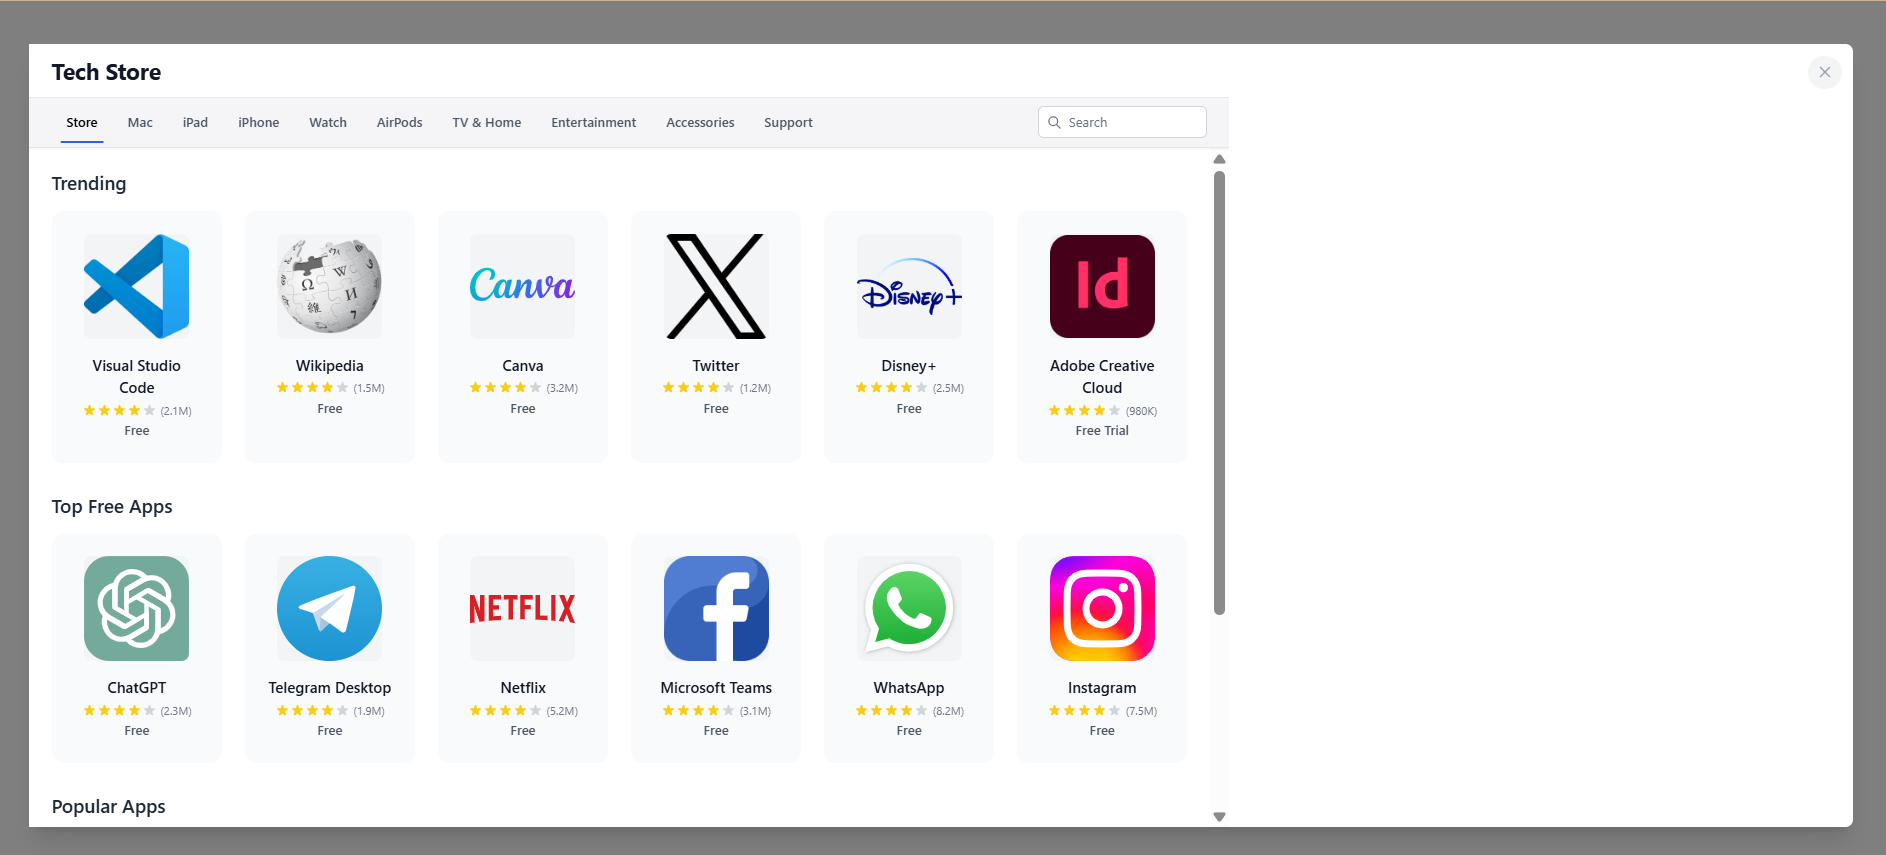 Tech Store
Store Mac iPad iPhone Watch AirPods TV & Home Entertainment Accessories Support Search
Trending
Canva Disney+ Id
Visual Studio Code
Wikipedia
Canva
Twitter
Disney+
Adobe Creative Cloud
(2.1M)
(1.5M)
(3.2M)
(1.2M)
(2.5M)
(980K)
Free
Free
Free
Free
Free
Free Trial
Top Free Apps
NETFLIX
ChatGPT Telegram Desktop Netflix Microsoft Teams WhatsApp Instagram
(2.3M) (1.9M) (5.2M) (3.1M) (8.2M) (7.5M)
Free Free Free Free Free Free
Popular Apps